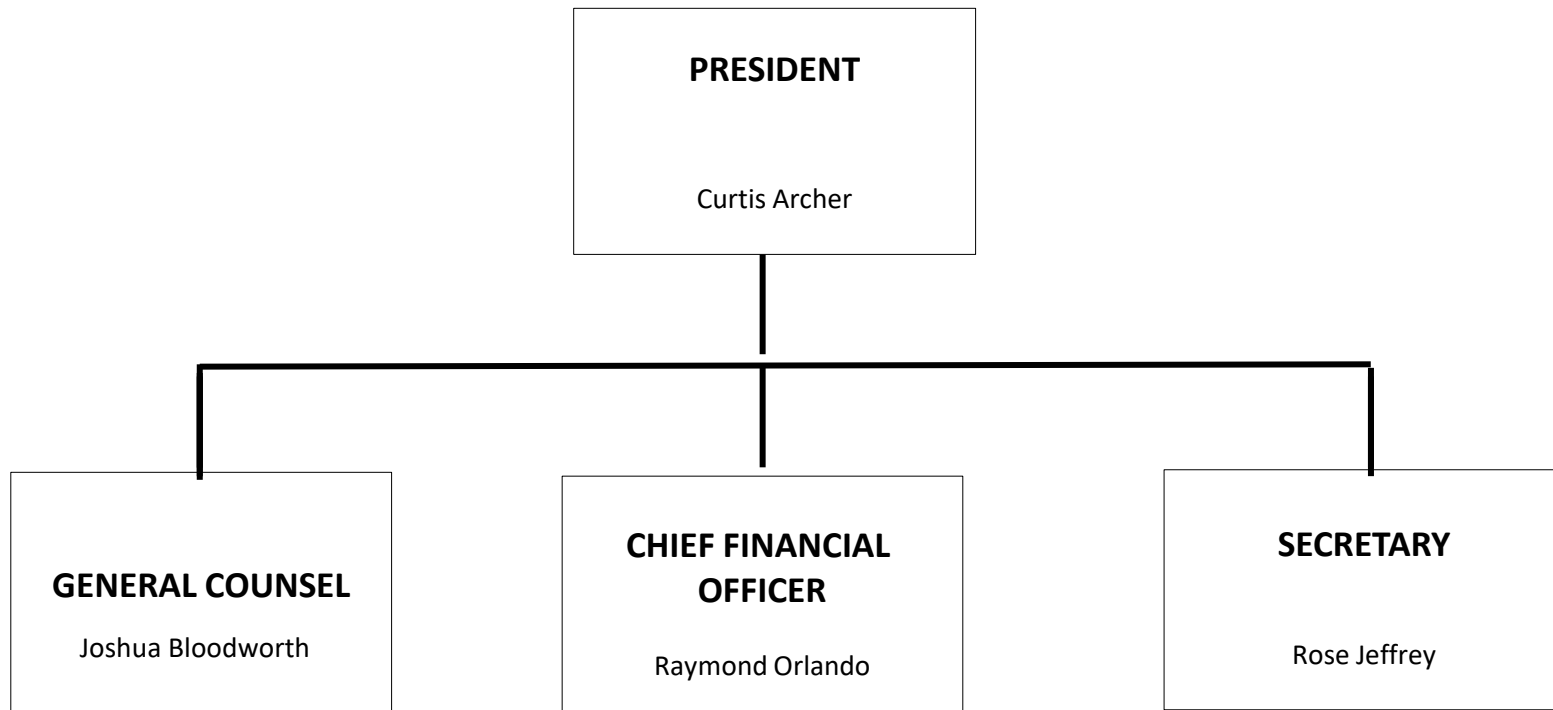 PRESIDENT
Curtis Archer
GENERAL COUNSEL
Joshua Bloodworth
CHIEF FINANCIAL
OFFICER
Raymond Orlando
SECRETARY
Rose Jeffrey